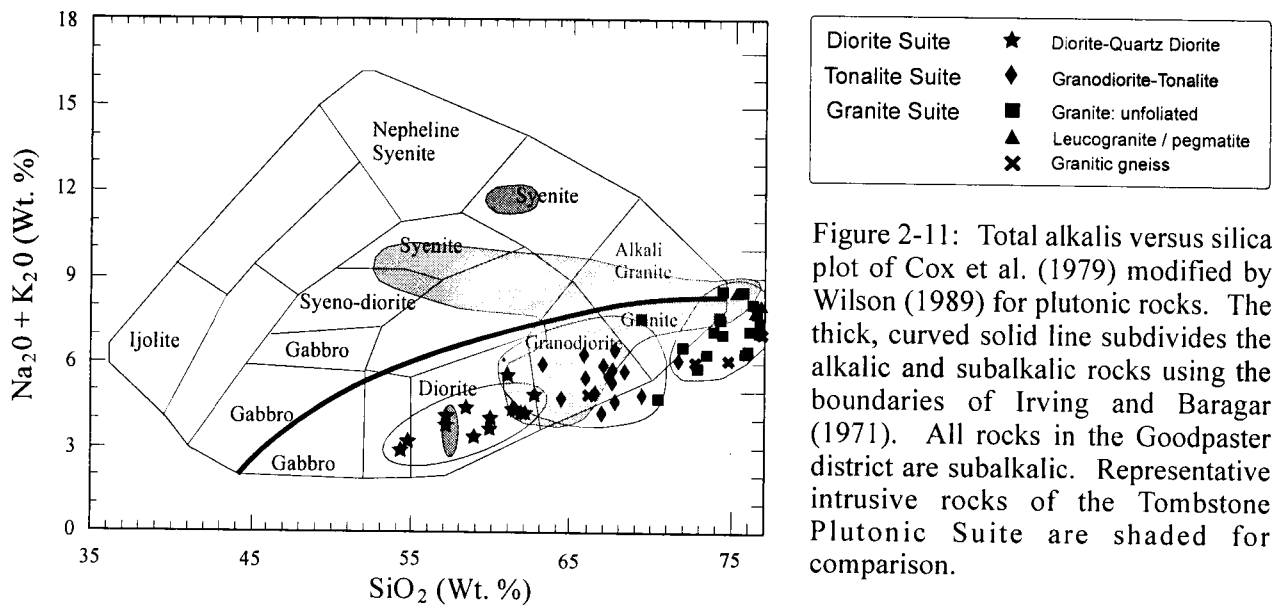 18
15
12
9
6
3
0
35
45
55
65
75
Na2O + K2O (Wt. %)
SiO2 (Wt. %)
Nepheline
Syenite
Syenite
Syenite
Alkali
Granite
Syeno-diorite
Ijolite
Gabbro
Granite
Granodiorite
Diorite
Gabbro
Gabbro
Diorite Suite ★ Diorite-Quartz Diorite
Tonalite Suite ♦ Granodiorite-Tonalite
Granite Suite ■ Granite: unfoliated
▲ Leucogranite / pegmatite
✖ Granitic gneiss
Figure 2-11: Total alkalis versus silica
plot of Cox et al. (1979) modified by
Wilson (1989) for plutonic rocks. The
thick, curved solid line subdivides the
alkalic and subalkalic rocks using the
boundaries of Irving and Baragar
(1971). All rocks in the Goodpaster
district are subalkalic. Representative
intrusive rocks of the Tombstone
Plutonic Suite are shaded for
comparison.